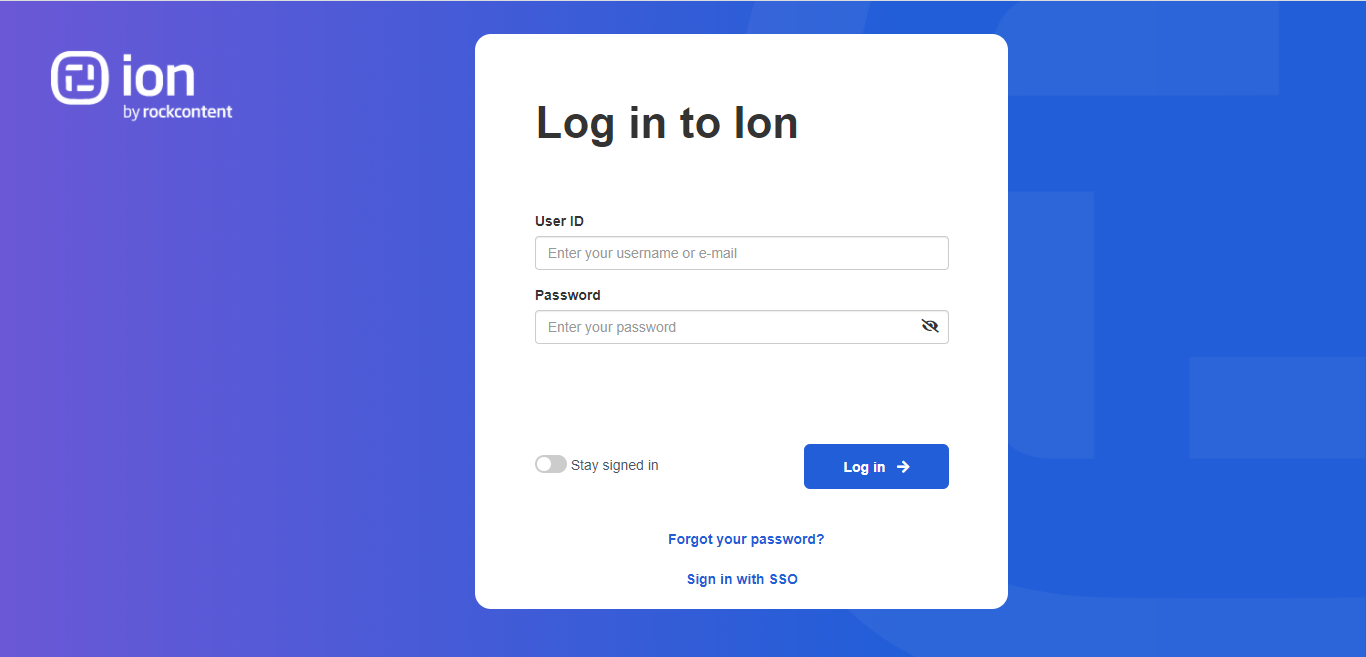 ion
by rockcontent
Log in to Ion
User ID
Enter your username or e-mail
Password
Enter your password
Stay signed in
Log in
Forgot your password?
Sign in with SSO